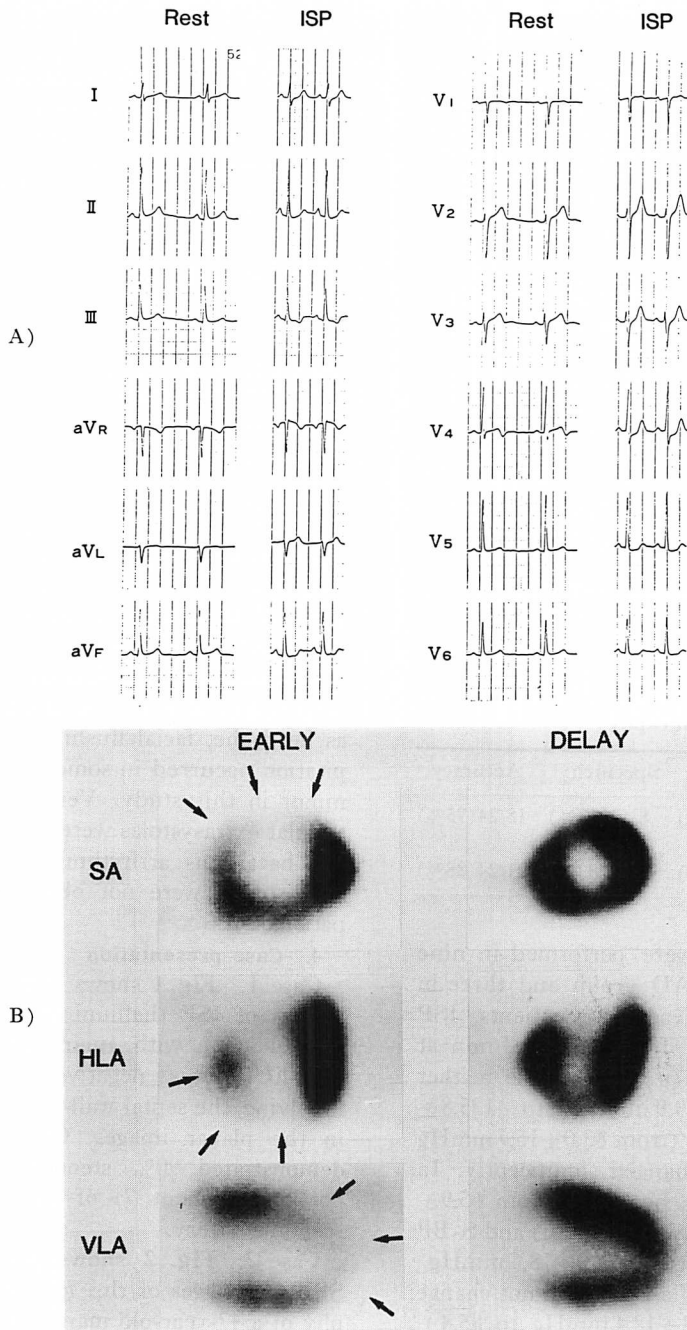 Rest ISP Rest ISP
52
I V1
II V2
III V3
A)
aVR V4
aVL V5
aVF V6
EARLY DELAY
SA
B)
HLA
VLA